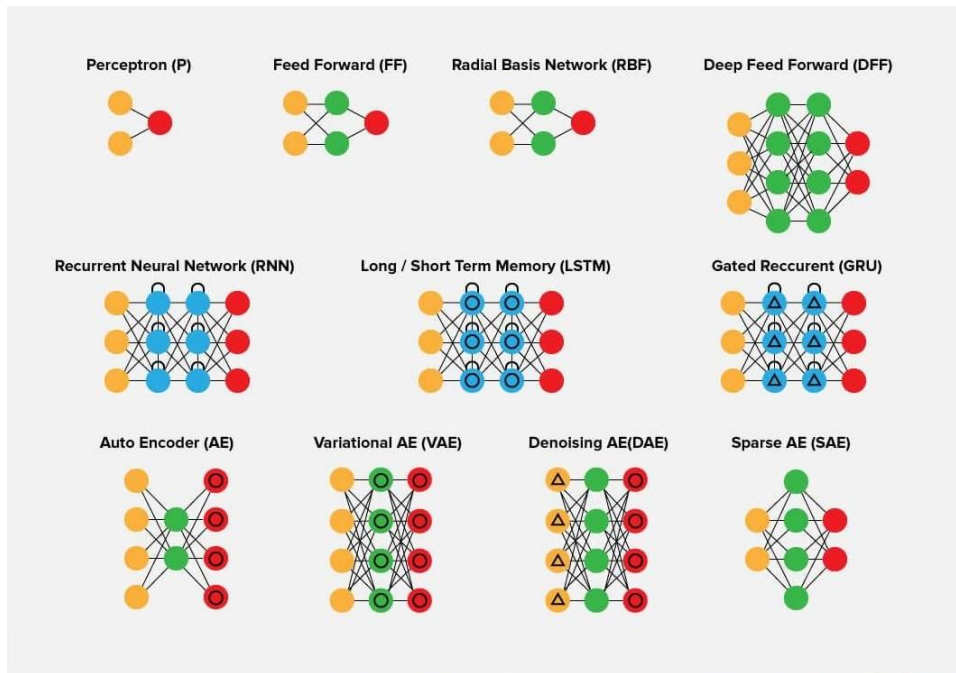 Perceptron (P)
Feed Forward (FF)
Radial Basis Network (RBF)
Deep Feed Forward (DFF)
Recurrent Neural Network (RNN)
Long / Short Term Memory (LSTM)
Gated Reccurent (GRU)
Auto Encoder (AE)
Variational AE (VAE)
Denoising AE(DAE)
Sparse AE (SAE)